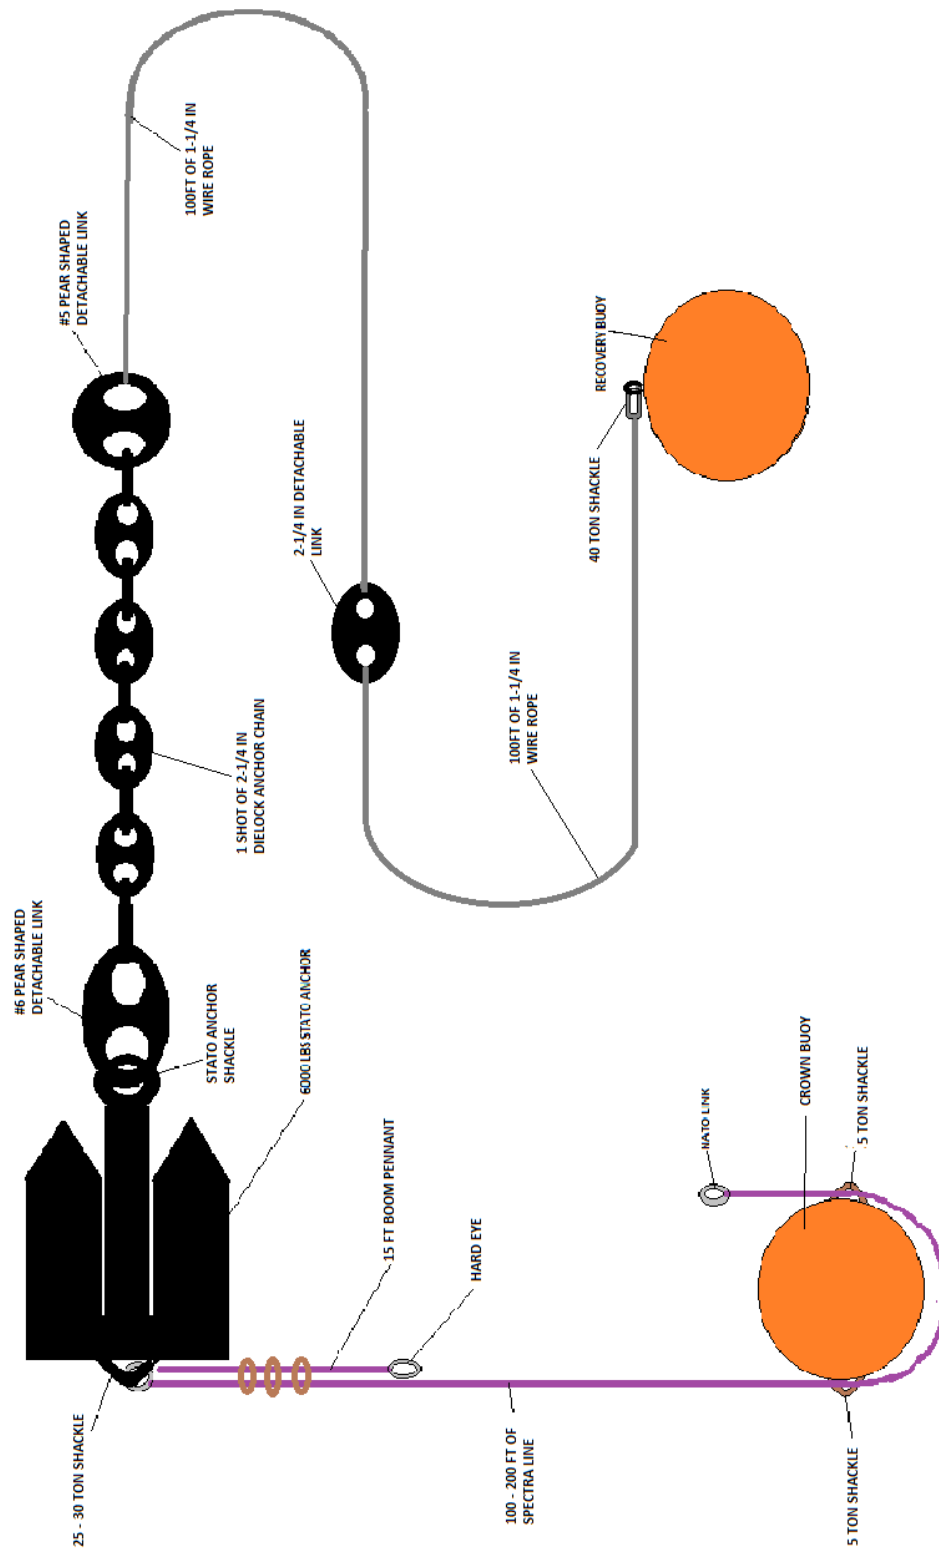 #6 PEAR SHAPED
DETACHABLE LINK
#5 PEAR SHAPED
DETACHABLE LINK
25 - 30 TON SHACKLE
STATO ANCHOR
SHACKLE
1 SHOT OF 2-1/4 IN
DIELOCK ANCHOR CHAIN
100FT OF 1-1/4 IN
WIRE ROPE
6000 LBS STATO ANCHOR
2-1/4 IN DETACHABLE
LINK
15 FT BOOM PENNANT
HARD EYE
100 - 200 FT OF
SPECTRA LINE
100FT OF 1-1/4 IN
WIRE ROPE
40 TON SHACKLE
RECOVERY BUOY
NATO LINK
CROWN BUOY
5 TON SHACKLE
5 TON SHACKLE